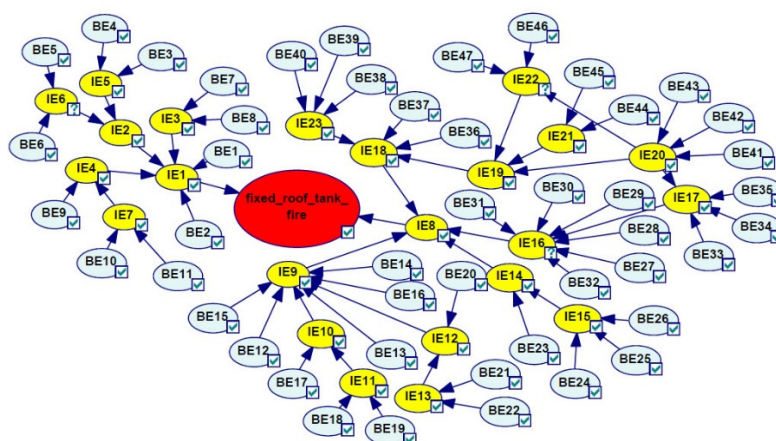 BE46
BE4
BE39
BE5
BE40
BE47
BE3
BE45
BE7
BE38
IE22
BE43
IE5
BE44
IE6
BE37
BE42
IE3
BE8
IE23
IE21
IE2
BE36
BE6
IE18
IE20
BE41
BE1
IE19
IE4
IE1
BE30
BE29
BE35
fixed_roof_tank_
fire
BE31
IE17
BE9
IE7
BE2
IE8
BE28
BE34
IE16
BE33
BE10
BE11
BE14
BE20
BE27
IE9
IE14
BE32
BE16
BE15
IE15
BE26
IE10
IE12
BE12
BE13
BE23
BE25
BE17
BE21
BE24
IE11
IE13
BE22
BE18
BE19